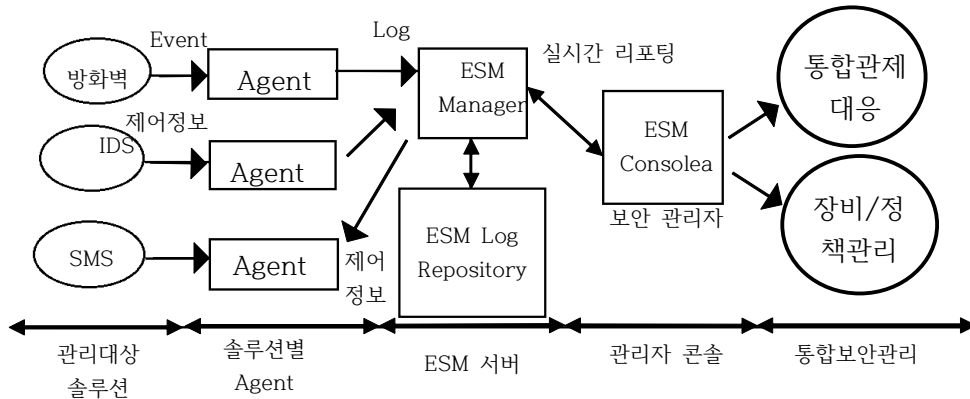 Event
Log
방화벽
Agent
ESM
Manager
실시간 리포팅
통합관제
대응
제어정보
IDS
Agent
ESM
Consolea
보안 관리자
장비/정
책관리
SMS
Agent
제어
정보
ESM Log
Repository
관리대상
솔루션
솔루션별
Agent
ESM 서버
관리자 콘솔
통합보안관리